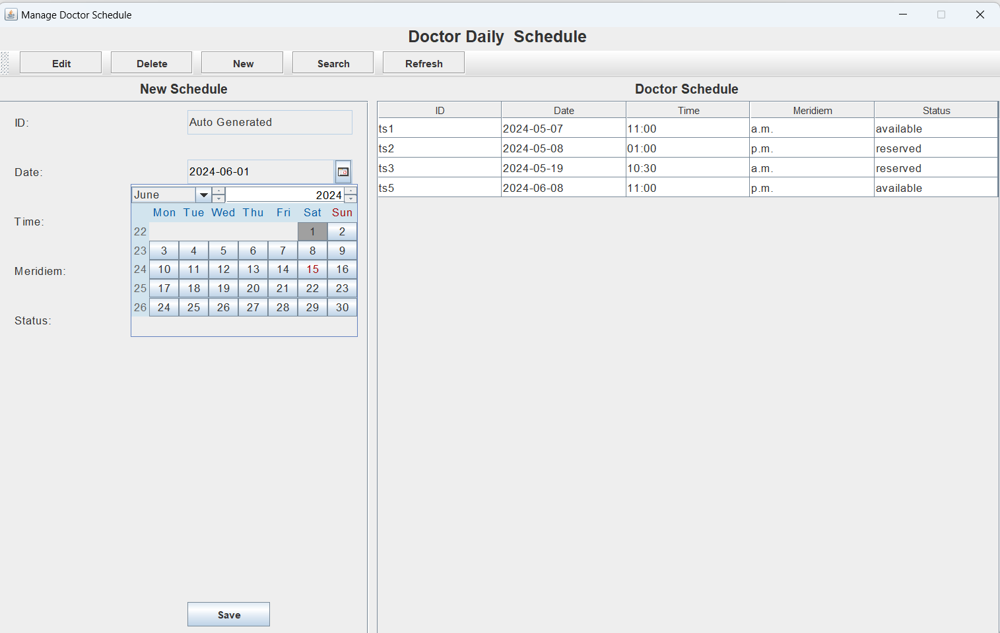 Manage Doctor Schedule
Doctor Daily  Schedule
Edit Delete New Search Refresh
New Schedule
ID: Auto Generated
Date: 2024-06-01
June 2024
Mon Tue Wed Thu Fri Sat Sun
22 1 2
23 3 4 5 6 7 8 9
24 10 11 12 13 14 15 16
25 17 18 19 20 21 22 23
26 24 25 26 27 28 29 30
Time:
Meridiem:
Status:
Save
Doctor Schedule
ID Date Time Meridiem Status
ts1 2024-05-07 11:00 a.m. available
ts2 2024-05-08 01:00 p.m. reserved
ts3 2024-05-19 10:30 a.m. reserved
ts5 2024-06-08 11:00 p.m. available